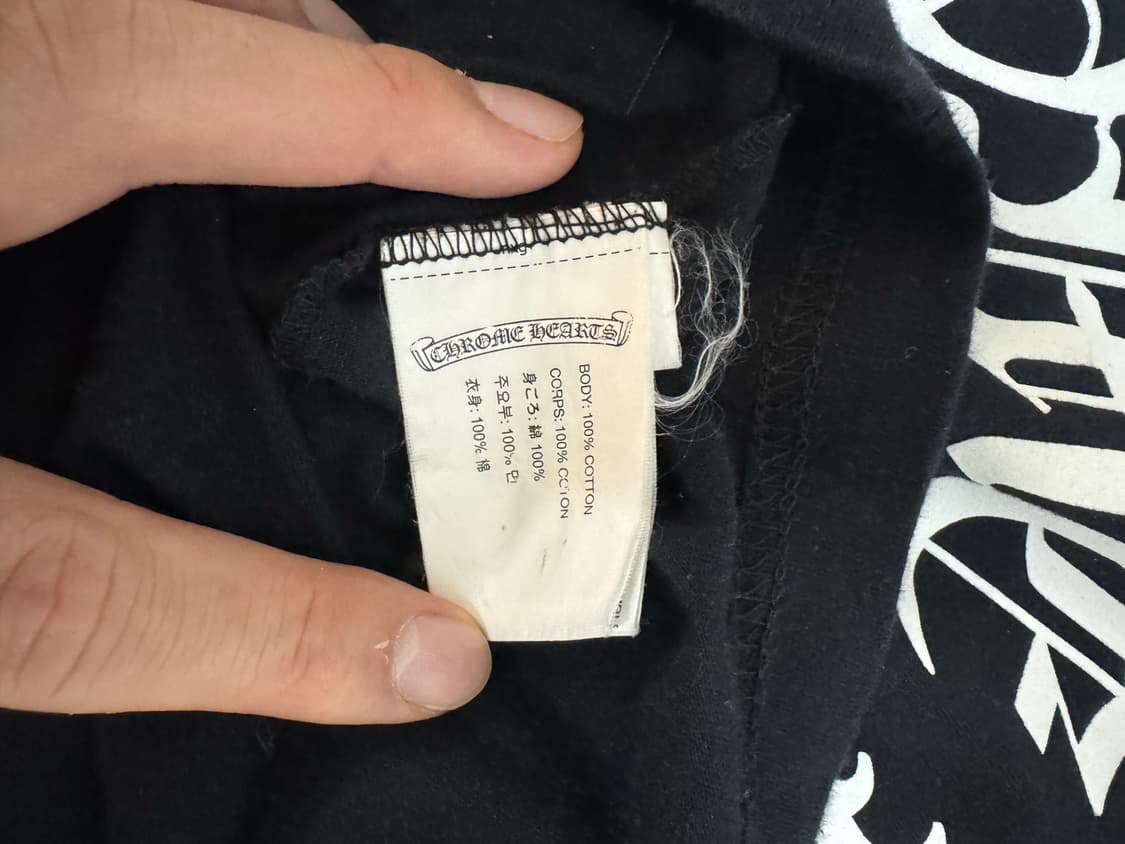 CHROME HEARTS
BODY: 100% COTTON
CORPS: 100% COTON
身ごろ: 綿 100%
주요부: 100% 면
衣身: 100% 棉